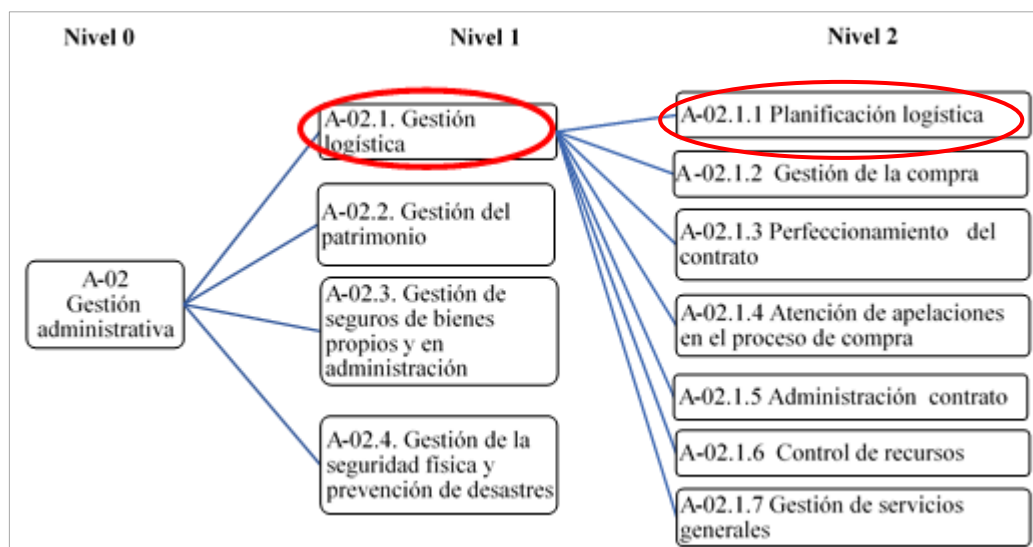 Nivel 0
Nivel 1
Nivel 2
A-02
Gestión
administrativa
A-02.1. Gestión
logística
A-02.2. Gestión del
patrimonio
A-02.3. Gestión de
seguros de bienes
propios y en
administración
A-02.4. Gestión de la
seguridad física y
prevención de desastres
A-02.1.1 Planificación logística
A-02.1.2 Gestión de la compra
A-02.1.3 Perfeccionamiento del
contrato
A-02.1.4 Atención de apelaciones
en el proceso de compra
A-02.1.5 Administración contrato
A-02.1.6 Control de recursos
A-02.1.7 Gestión de servicios
generales